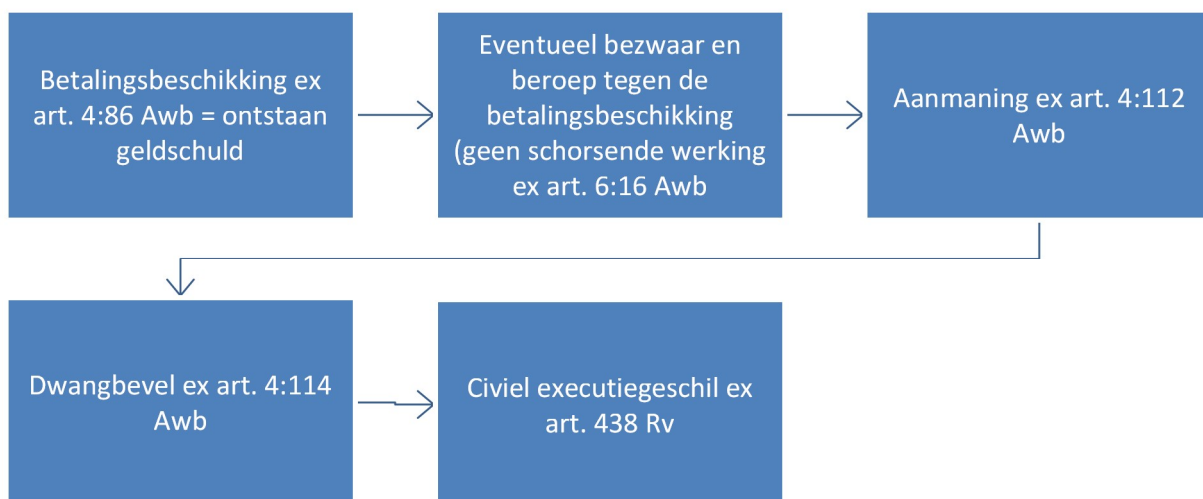 Betalingsbeschikking ex
art. 4:86 Awb = ontstaan
geldschuld
Eventueel bezwaar en
beroep tegen de
betalingsbeschikking
(geen schorsende werking
ex art. 6:16 Awb
Aanmaning ex art. 4:112
Awb
Dwangbevel ex art. 4:114
Awb
Civiel executiegeschil ex
art. 438 Rv